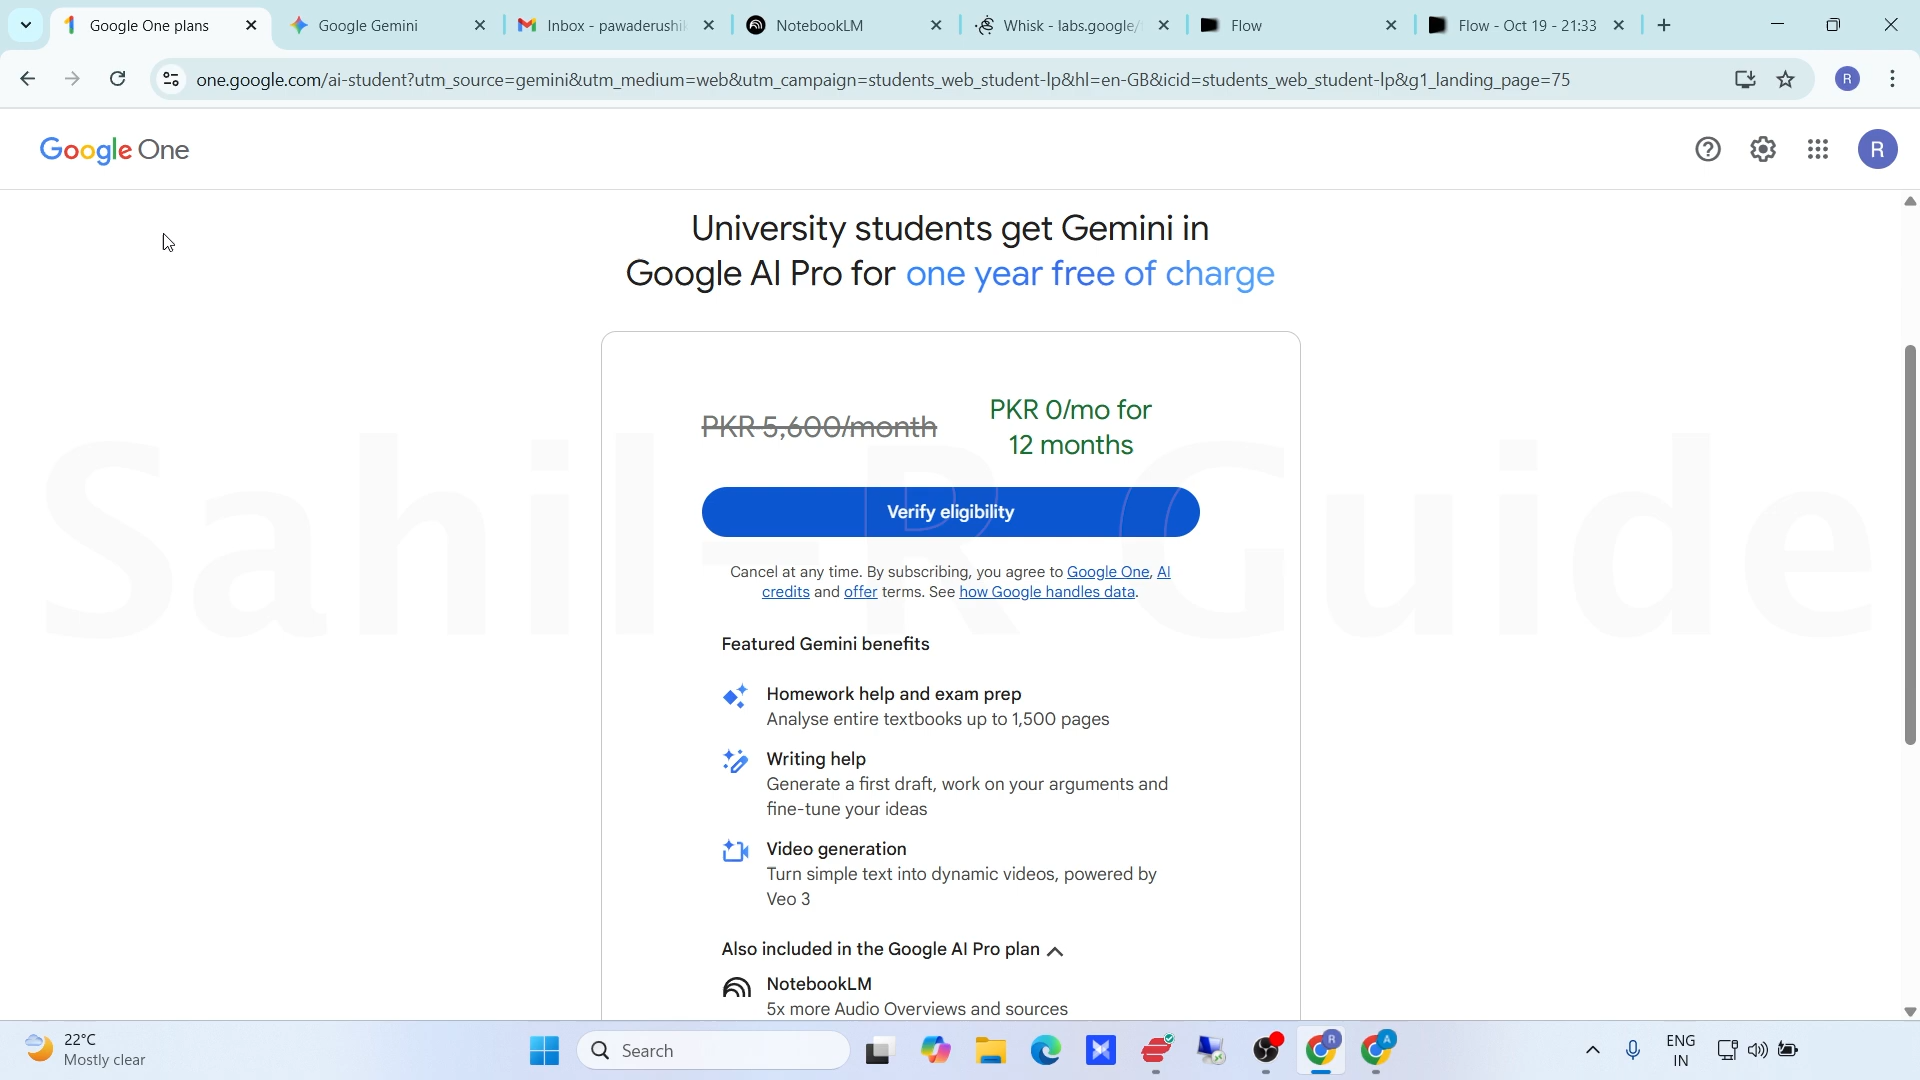 Google One plans
Google Gemini
Inbox - pawaderushik
NotebookLM
Whisk - labs.google/
Flow
Flow - Oct 19 - 21:33
one.google.com/ai-student?utm_source=gemini&utm_medium=web&utm_campaign=students_web_student-lp&hl=en-GB&icid=students_web_student-lp&g1_landing_page=75
R
Google One
R
University students get Gemini in
Google AI Pro for one year free of charge
PKR 5,600/month
PKR 0/mo for
12 months
Verify eligibility
Cancel at any time. By subscribing, you agree to Google One, AI
credits and offer terms. See how Google handles data.
Sahil-R Guide
Featured Gemini benefits
Homework help and exam prep
Analyse entire textbooks up to 1,500 pages
Writing help
Generate a first draft, work on your arguments and
fine-tune your ideas
Video generation
Turn simple text into dynamic videos, powered by
Veo 3
Also included in the Google AI Pro plan
NotebookLM
5x more Audio Overviews and sources
22°C
Mostly clear
Search
R
A
ENG
IN